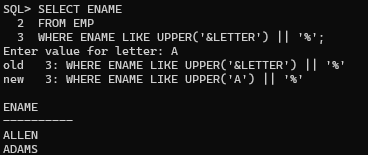 SQL> SELECT ENAME
  2  FROM EMP
  3  WHERE ENAME LIKE UPPER('&LETTER') || '%';
Enter value for letter: A
old   3: WHERE ENAME LIKE UPPER('&LETTER') || '%'
new   3: WHERE ENAME LIKE UPPER('A') || '%'

ENAME
----------
ALLEN
ADAMS